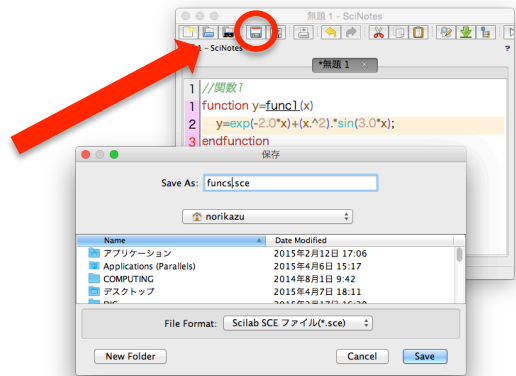 無題 1 - SciNotes
1 - SciNotes
?
*無題 1 ×
1 //関数1
1 function y=func1(x)
2 y=exp(-2.0*x)+(x.^2).*sin(3.0*x);
3 endfunction
保存
Save As: funcs.sce
norikazu
Name Date Modified
アプリケーション 2015年2月12日 17:06
Applications (Parallels) 2015年4月6日 15:17
COMPUTING 2014年8月1日 9:42
デスクトップ 2015年4月7日 18:11
File Format: Scilab SCE ファイル(*.sce)
New Folder Cancel Save